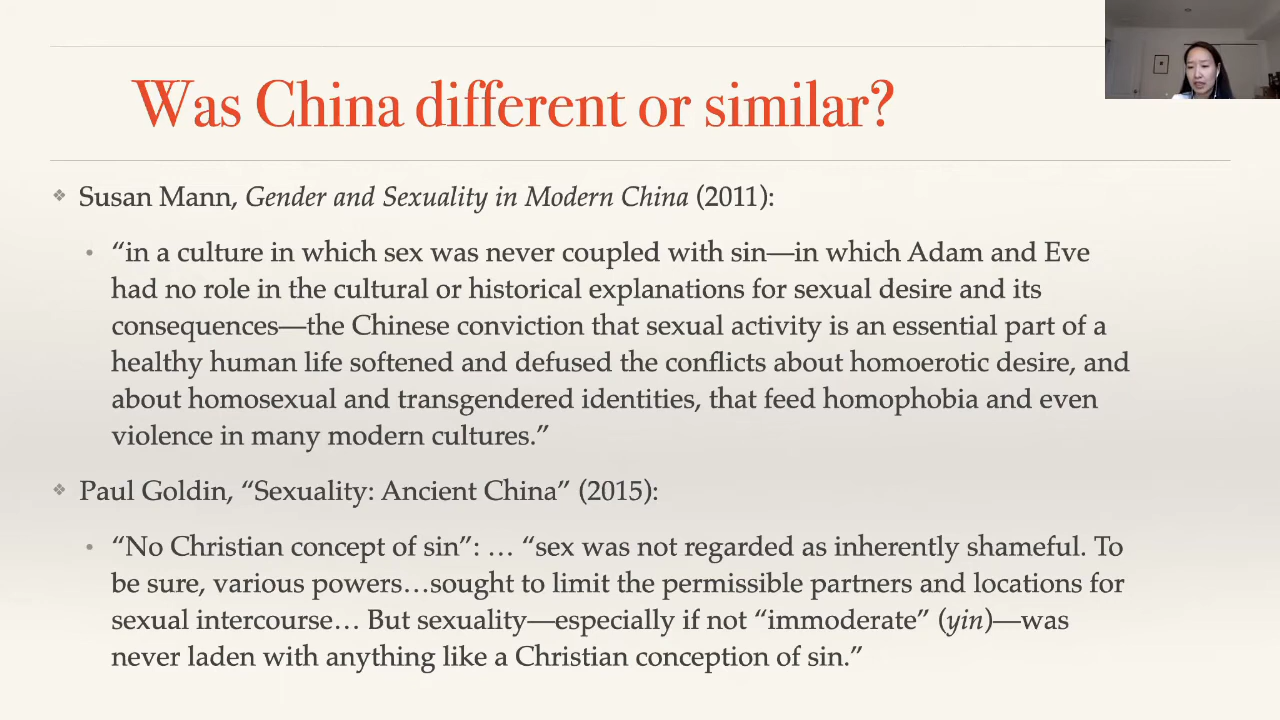 Was China different or similar?
Susan Mann, Gender and Sexuality in Modern China (2011):
“in a culture in which sex was never coupled with sin—in which Adam and Eve
had no role in the cultural or historical explanations for sexual desire and its
consequences—the Chinese conviction that sexual activity is an essential part of a
healthy human life softened and defused the conflicts about homoerotic desire, and
about homosexual and transgendered identities, that feed homophobia and even
violence in many modern cultures.”
Paul Goldin, “Sexuality: Ancient China” (2015):
“No Christian concept of sin”: … “sex was not regarded as inherently shameful. To
be sure, various powers…sought to limit the permissible partners and locations for
sexual intercourse… But sexuality—especially if not “immoderate” (yin)—was
never laden with anything like a Christian conception of sin.”